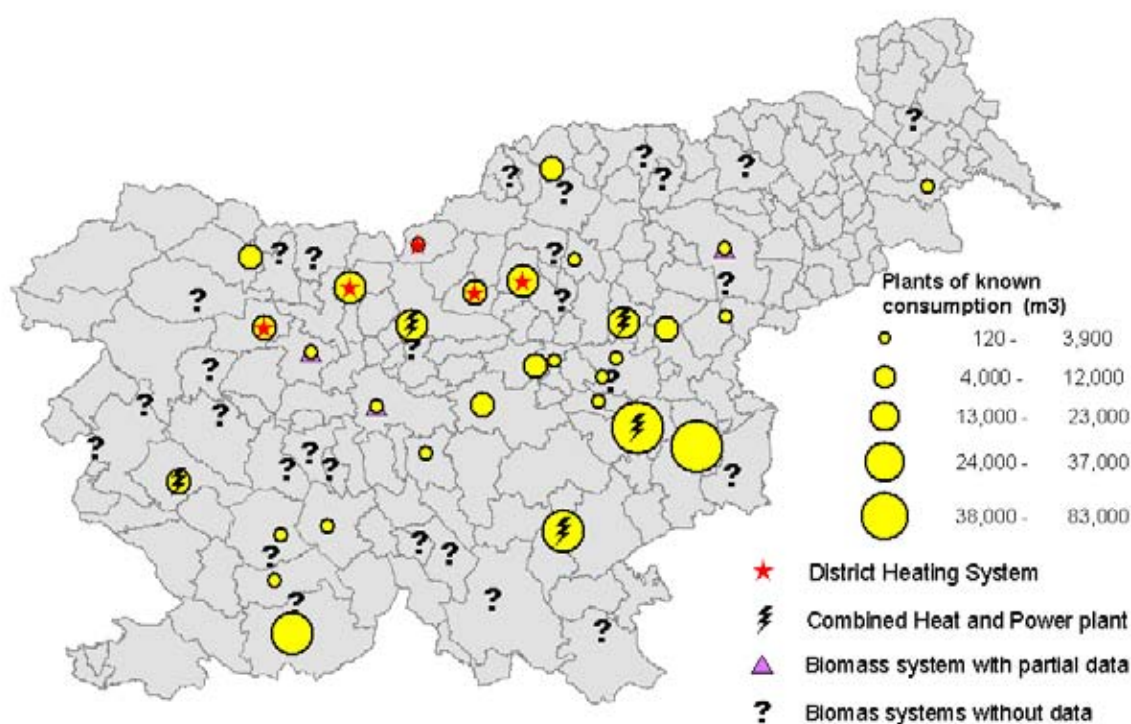 Plants of known
consumption (m3)
120 - 3,900
4,000 - 12,000
13,000 - 23,000
24,000 - 37,000
38,000 - 83,000
District Heating System
Combined Heat and Power plant
Biomass system with partial data
? Biomas systems without data